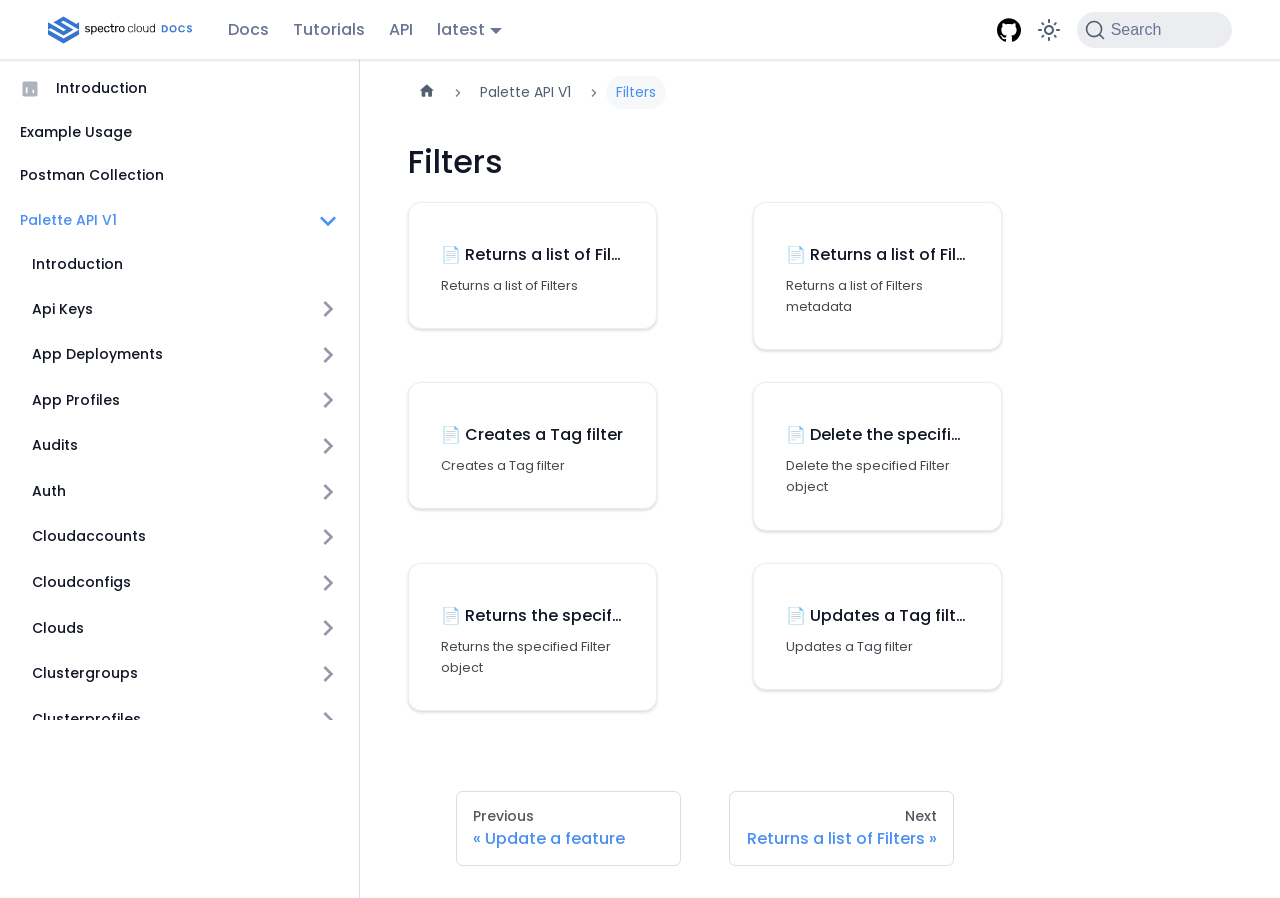 spectro cloud DOCS
Docs
Tutorials
API
latest
Search
Introduction
Example Usage
Postman Collection
Palette API V1
Introduction
Api Keys
App Deployments
App Profiles
Audits
Auth
Cloudaccounts
Cloudconfigs
Clouds
Clustergroups
Clusterprofiles
Palette API V1
Filters
Filters
Returns a list of Fil...
Returns a list of Filters
Returns a list of Fil...
Returns a list of Filters
metadata
Creates a Tag filter
Creates a Tag filter
Delete the specifi...
Delete the specified Filter
object
Returns the specif...
Returns the specified Filter
object
Updates a Tag filt...
Updates a Tag filter
Previous
« Update a feature
Next
Returns a list of Filters »